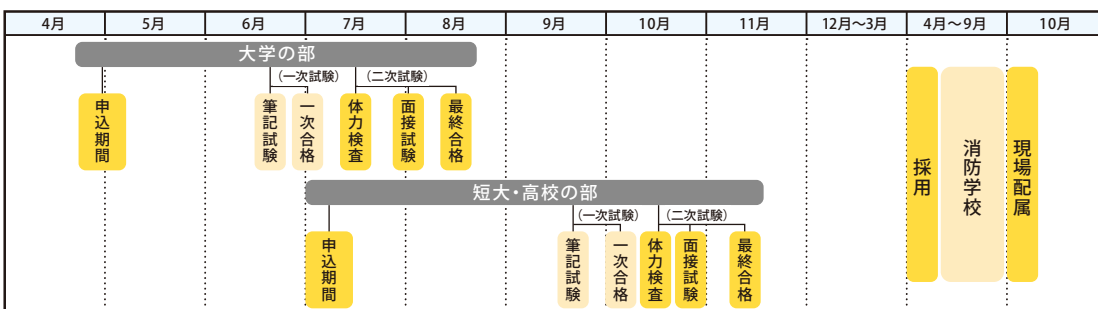 4月 5月 6月 7月 8月 9月 10月 11月 12月～3月 4月～9月 10月
大学の部
（一次試験） （二次試験）
申込期間
筆記試験
一次合格
体力検査
面接試験
最終合格
短大・高校の部
（一次試験） （二次試験）
申込期間
筆記試験
一次合格
体力検査
面接試験
最終合格
採用
消防学校
現場配属